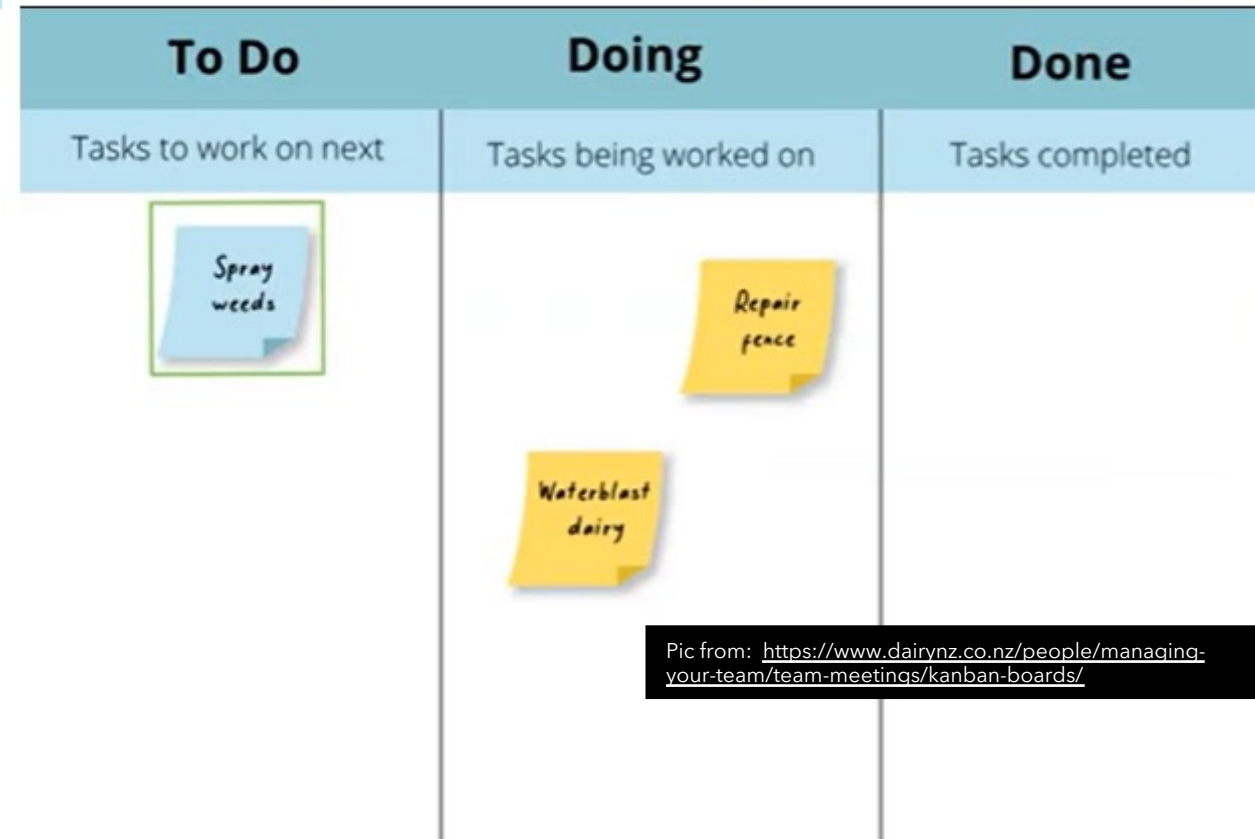 To Do
Doing
Done
Tasks to work on next
Tasks being worked on
Tasks completed
Spray
weeds
Repair
fence
Waterblast
dairy
Pic from: https://www.dairynz.co.nz/people/managing-
your-team/team-meetings/kanban-boards/